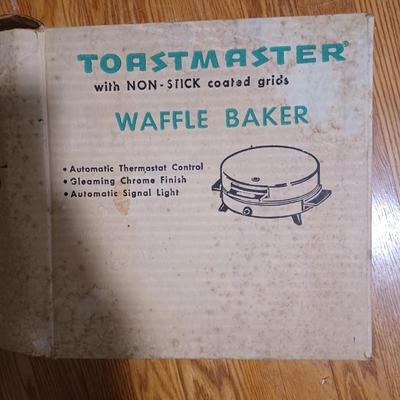 TOASTMASTER®
with NON-STICK coated grids
WAFFLE BAKER
• Automatic Thermostat Control
• Gleaming Chrome Finish
• Automatic Signal Light